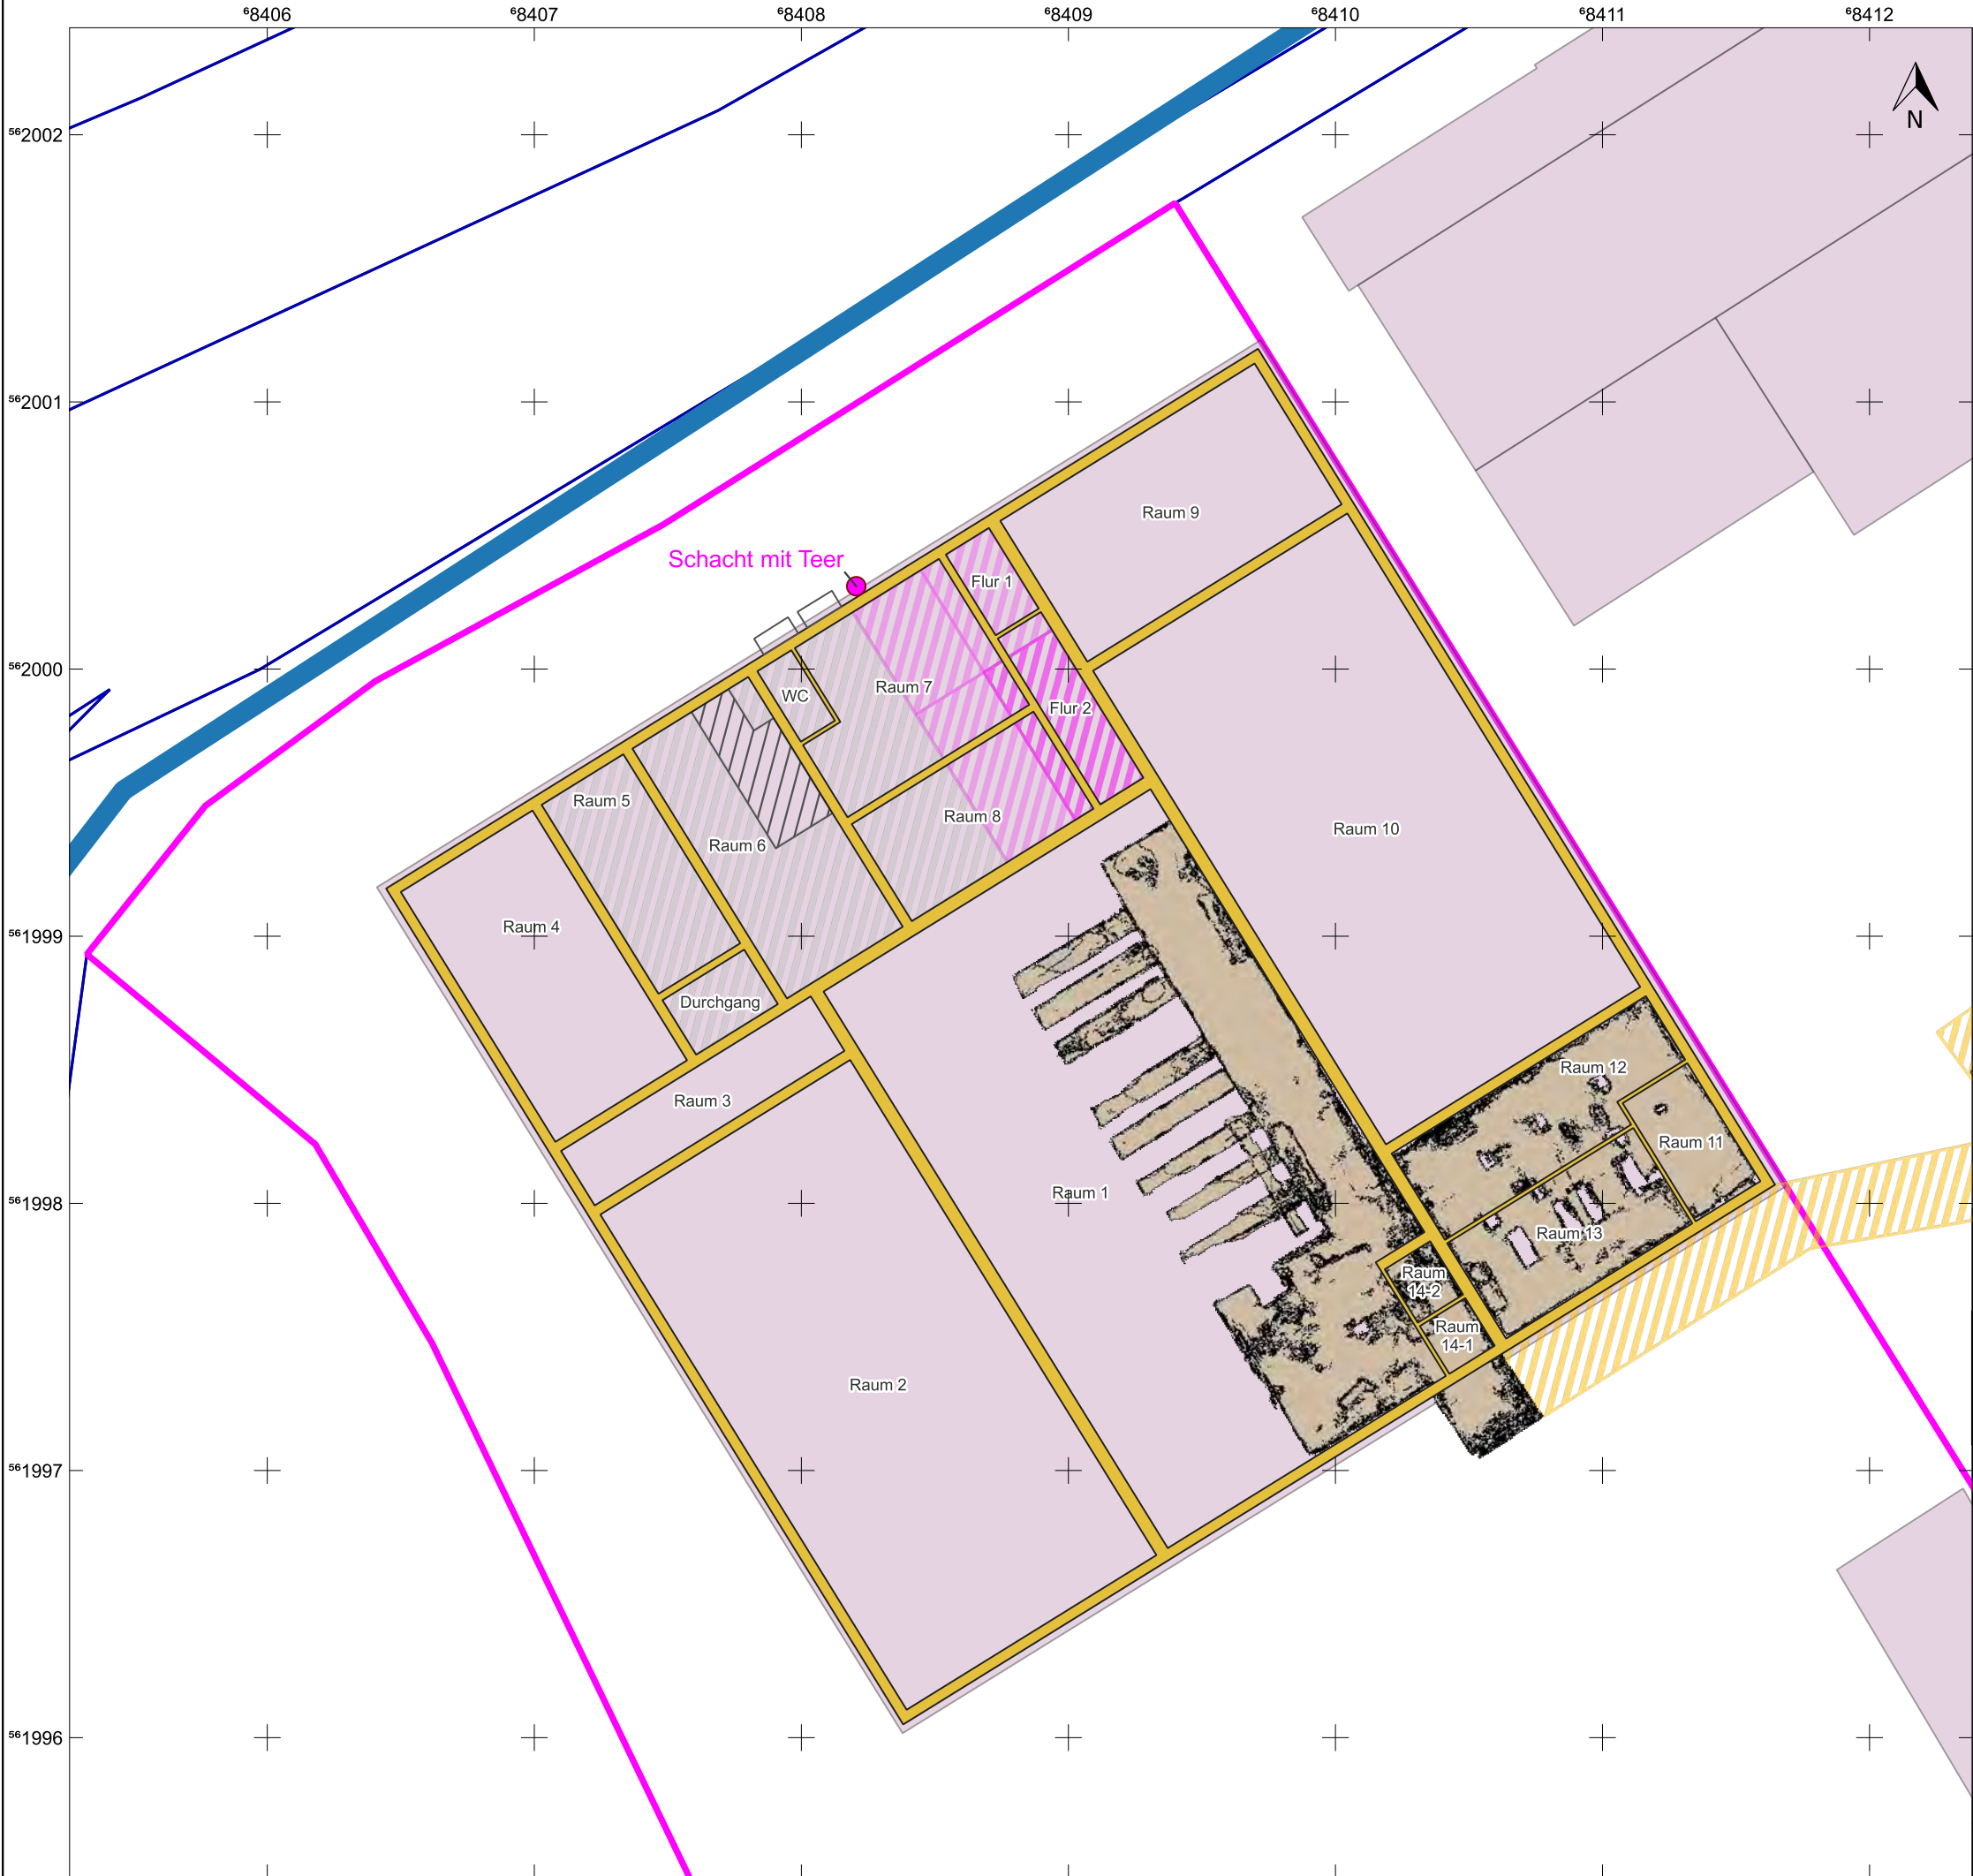 ⁶8406 ⁶8407 ⁶8408 ⁶8409 ⁶8410 ⁶8411 ⁶8412
N
⁵⁶2002
⁵⁶2001
Raum 9
Schacht mit Teer
Flur 1
⁵⁶2000
Raum 7
WC
Flur 2
Raum 5
Raum 8
Raum 10
Raum 6
Raum 4
⁵⁶1999
Durchgang
Raum 12
Raum 3
Raum 11
Raum 1
⁵⁶1998
Raum 13
Raum
14-2
Raum
14-1
Raum 2
⁵⁶1997
⁵⁶1996